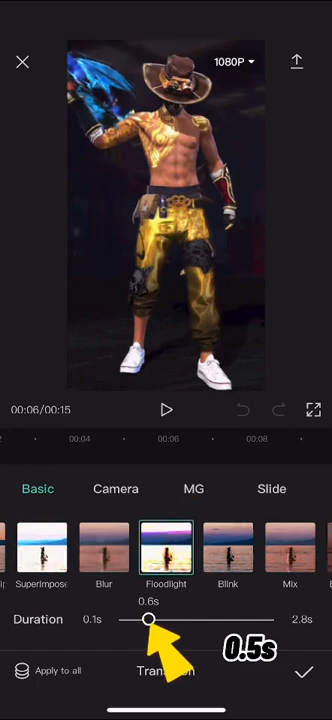 1080P
00:06/00:15
00:04 00:06 00:08
Basic Camera MG Slide
Superimpose Blur Floodlight Blink Mix
0.6s
Duration 0.1s 2.8s
0.5s
Apply to all